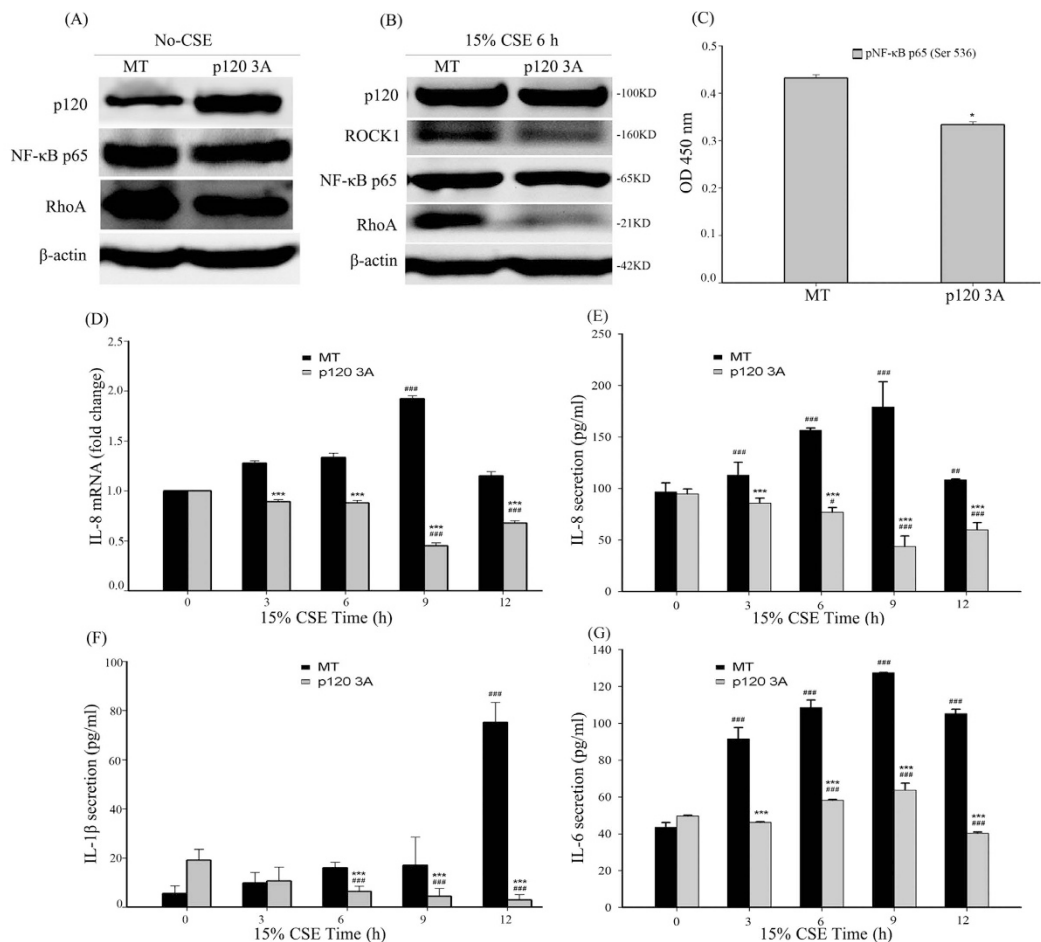 (A)
No-CSE
MT p120 3A
p120
NF-κB p65
RhoA
β-actin
(B)
15% CSE 6 h
MT p120 3A
p120 -100KD
ROCK1 -160KD
NF-κB p65 -65KD
RhoA -21KD
β-actin -42KD
(C)
pNF-κB p65 (Ser 536)
OD 450 nm
0.5
0.4
0.3
0.2
0.1
0.0
*
MT p120 3A
(D)
MT
p120 3A
IL-8 mRNA (fold change)
2.5
2.0
1.5
1.0
0.5
0.0
###
*** *** *** ***
### ###
0 3 6 9 12
15% CSE Time (h)
(E)
MT
p120 3A
IL-8 secretion (pg/ml)
250
200
150
100
50
0
### ### ### ##
*** *** *** ***
# ### ###
0 3 6 9 12
15% CSE Time (h)
(F)
MT
p120 3A
IL-1β secretion (pg/ml)
100
80
60
40
20
0
###
*** *** ***
### ### ###
0 3 6 9 12
15% CSE Time (h)
(G)
MT
p120 3A
IL-6 secretion (pg/ml)
140
120
100
80
60
40
20
0
### ### ### ###
*** *** *** ***
### ### ###
0 3 6 9 12
15% CSE Time (h)